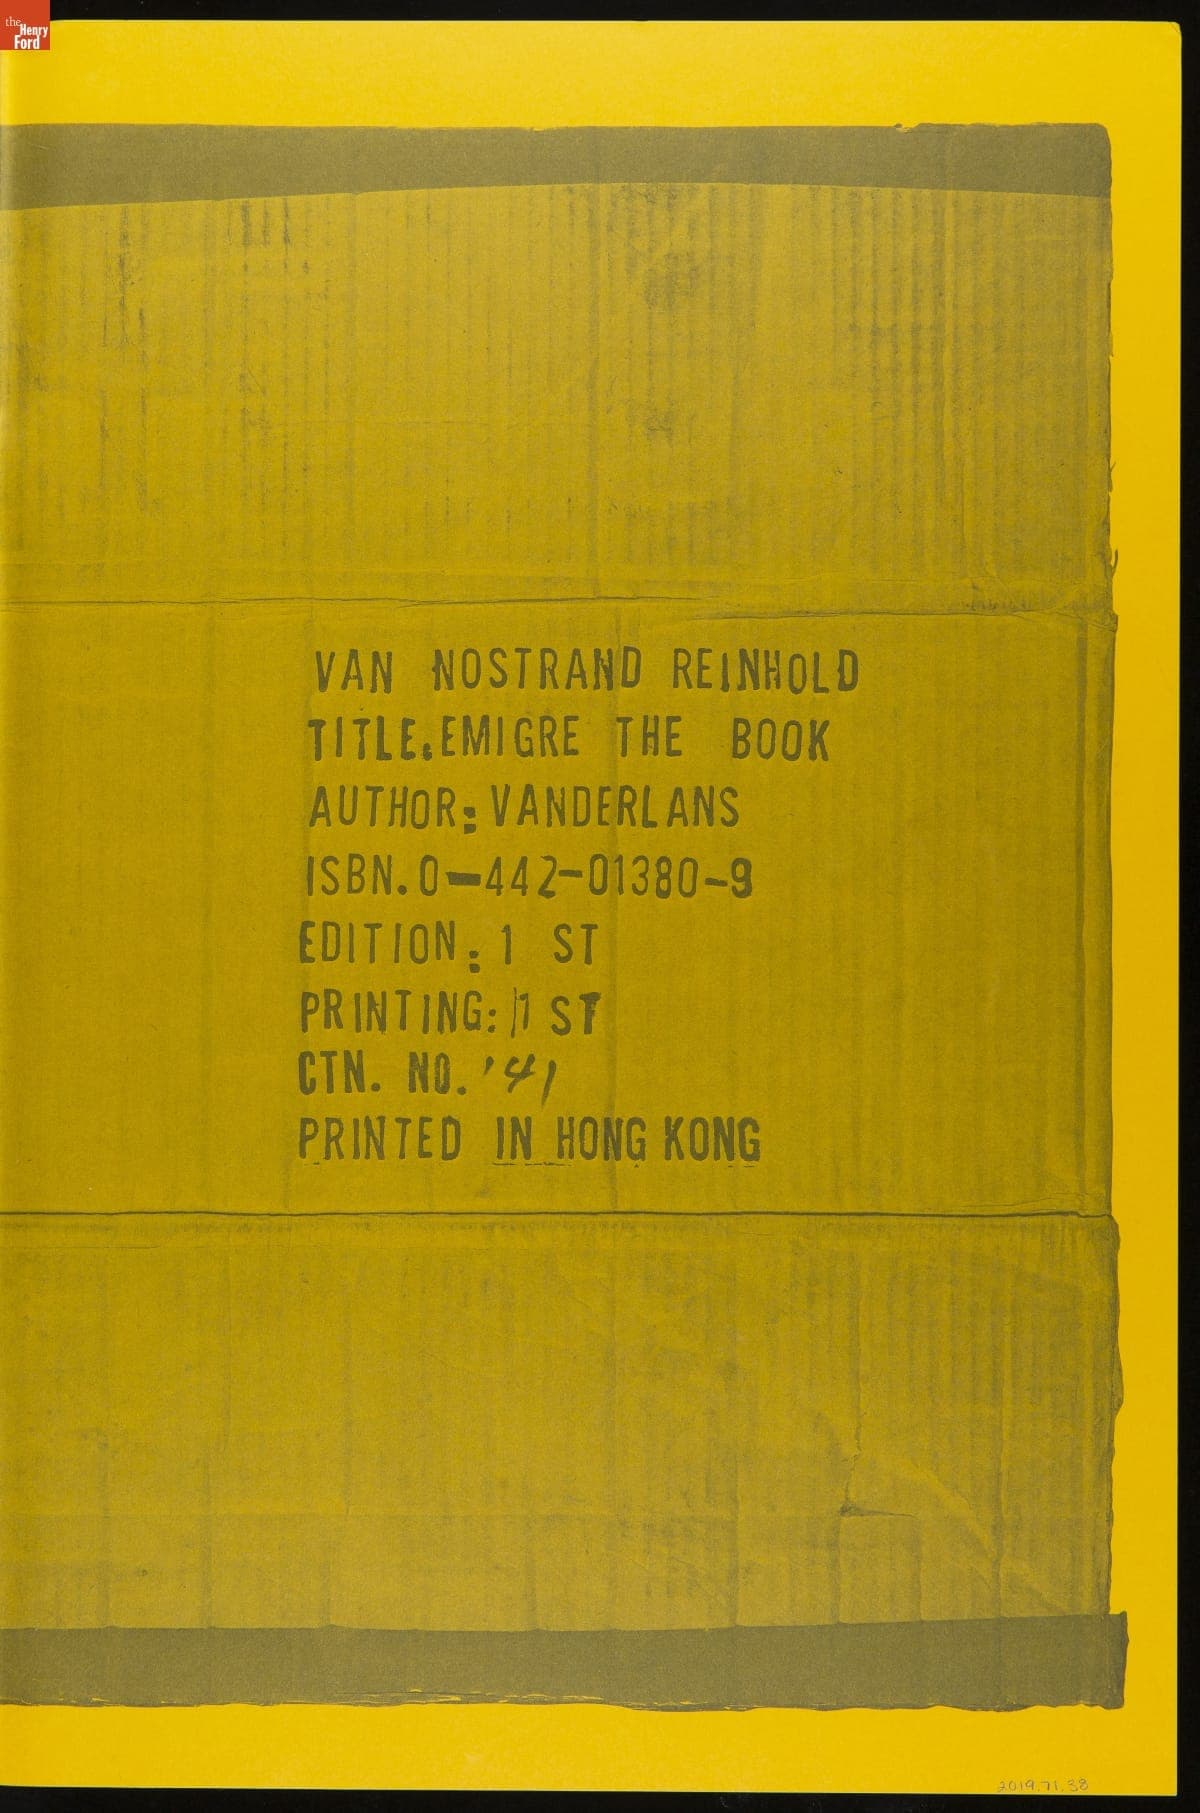 the
Henry
Ford
VAN NOSTRAND REINHOLD
TITLE.EMIGRE THE BOOK
AUTHOR: VANDERLANS
ISBN.0-442-01380-9
EDITION: 1 ST
PRINTING: 1 ST
CTN. NO. '41
PRINTED IN HONG KONG
2019.71.38